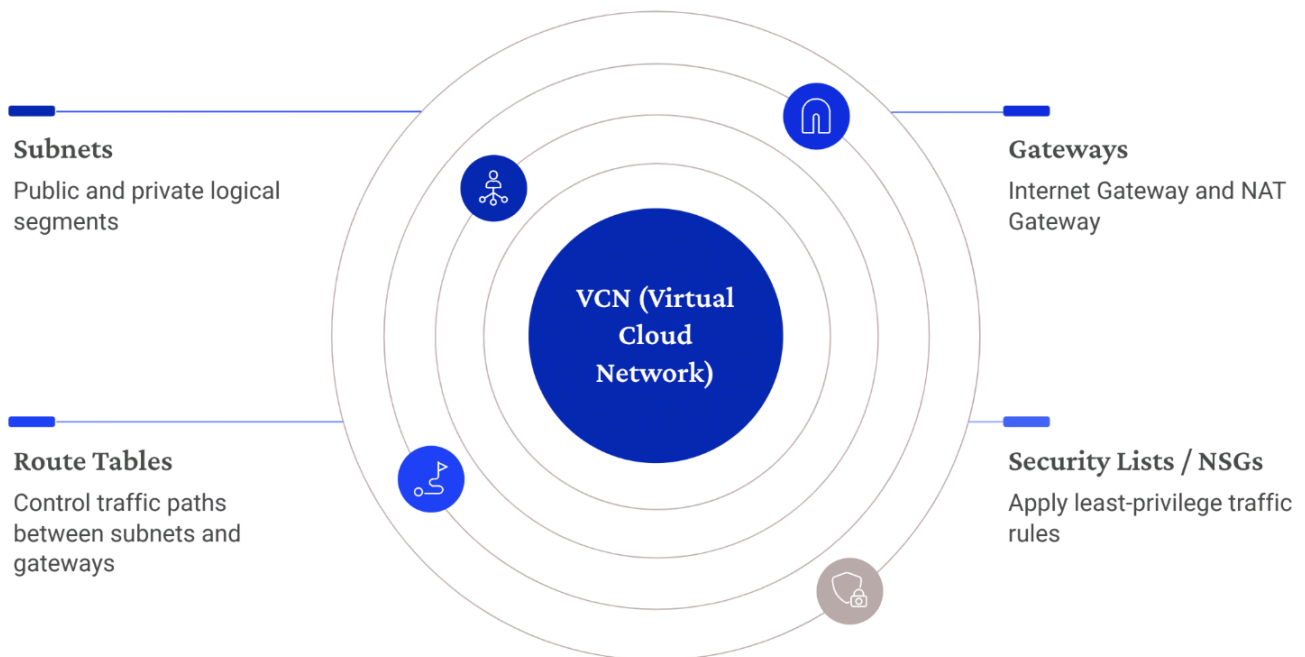 Subnets
Public and private logical
segments
Gateways
Internet Gateway and NAT
Gateway
VCN (Virtual
Cloud
Network)
Route Tables
Control traffic paths
between subnets and
gateways
Security Lists / NSGs
Apply least-privilege traffic
rules